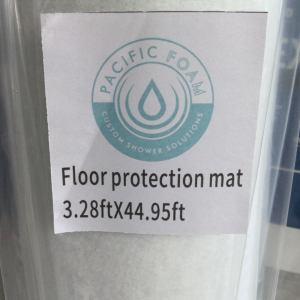 PACIFIC FOAM
CUSTOM SHOWER SOLUTIONS
Floor protection mat
3.28ftX44.95ft